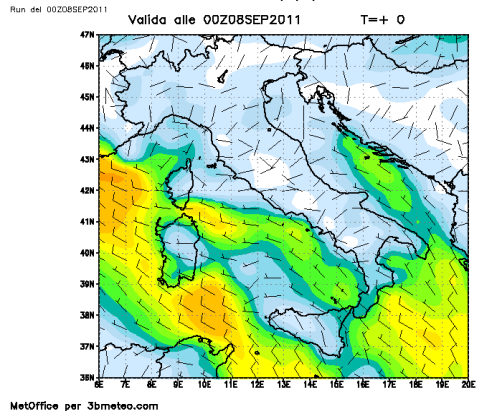 Run del 00Z08SEP2011
Valida alle 00Z08SEP2011 T=+ 0
47N
46N
45N
44N
43N
42N
41N
40N
39N
38N
37N
36N
6E 7E 8E 9E 10E 11E 12E 13E 14E 15E 16E 17E 18E 19E 20E
MetOffice per 3bmeteo.com